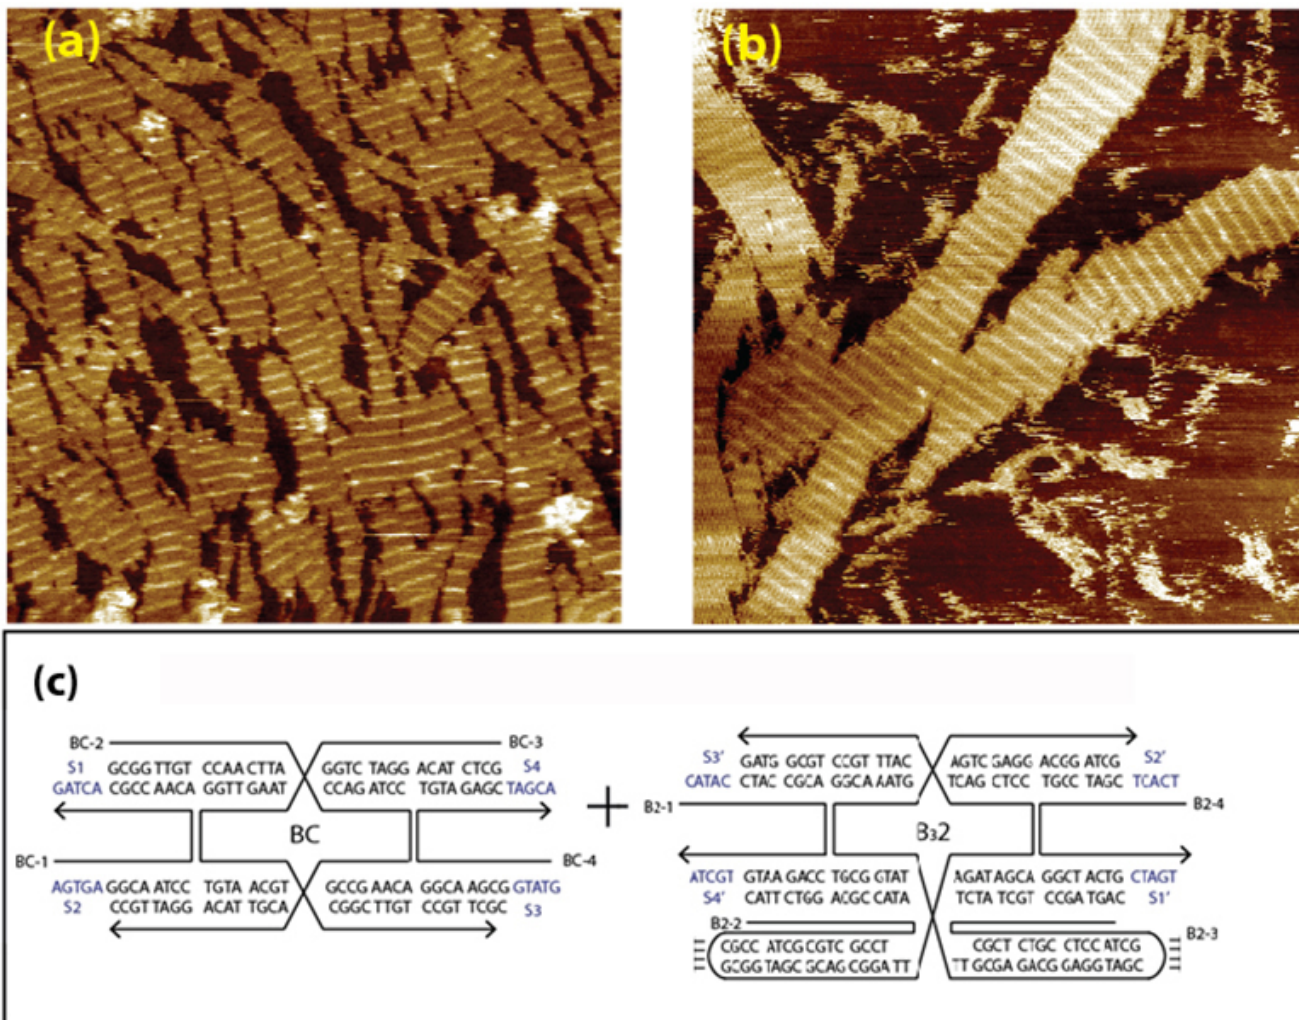 (a)
(b)
(c)
BC-2 BC-3
S1 GCGG TTGT CCAA CTTA GGTC TAGG ACAT CTCG S4
GATCA CGCC AACA GGTT GAAT CCAG ATCC TGTA GAGC TAGCA
BC
BC-1 BC-4
AGTGA GGCA ATCC TGTA ACGT GCCG AACA GGCA AGCG GTATG
S2 CCGT TAGG ACAT TGCA CGGC TTGT CCGT TCGC S3
+
S3' GATG GCGT CCGT TTAC AGTC GAGG ACGG ATCG S2'
CATAC CTAC CGCA GGCA AATG TCAG CTCC TGCC TAGC TCACT
B2-1 B2-4
B₃2
ATCGT GTAA GACC TGCG GTAT AGAT AGCA GGCT ACTG CTAGT
S4' CATT CTGG ACGC CATA TCTA TCGT CCGA TGAC S1'
B2-2 B2-3
TTTT CGCC ATCG CGTC GCCT CGCT CTGC CTCC ATCG TTTT
GCGG TAGC GCAG CGGA TT TT GCGA GACG GAGG TAGC